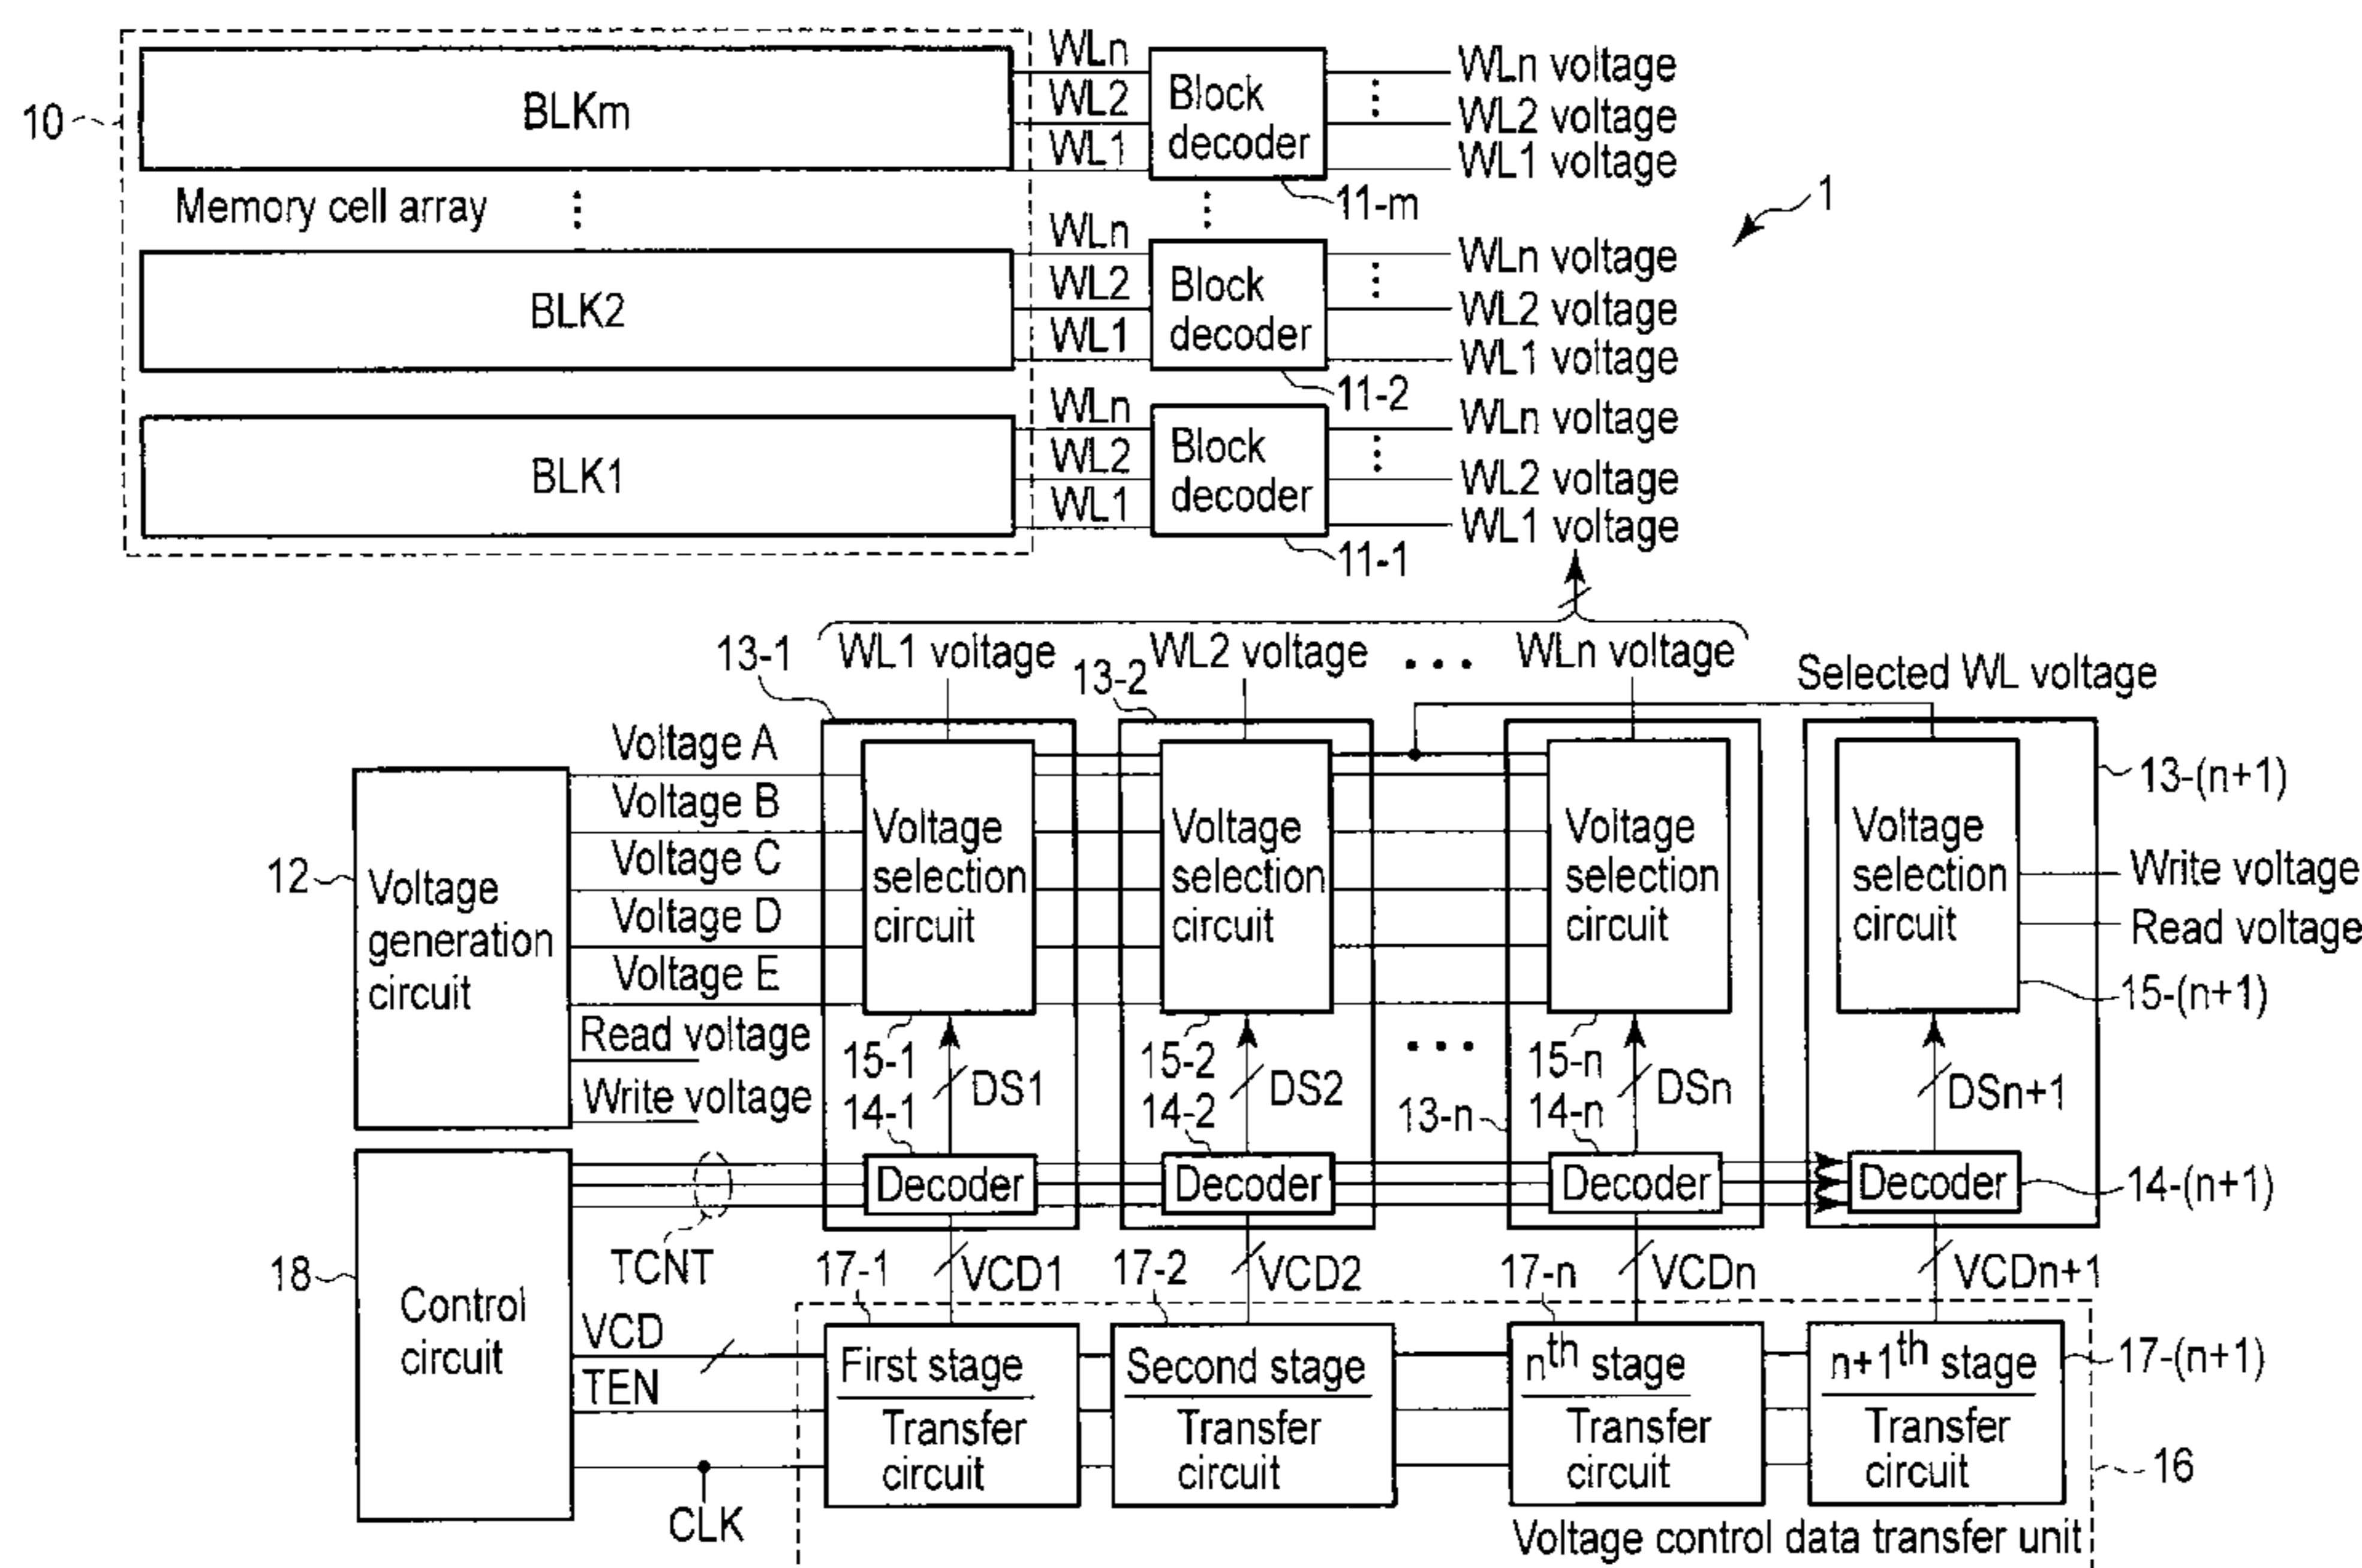 WLn
WL2
WL1
BLKm
Block
decoder
WLn voltage
WL2 voltage
WL1 voltage
10
11-m
Memory cell array
1
WLn
WL2
WL1
BLK2
Block
decoder
WLn voltage
WL2 voltage
WL1 voltage
11-2
WLn
WL2
WL1
BLK1
Block
decoder
WLn voltage
WL2 voltage
WL1 voltage
11-1
13-1
WL1 voltage
13-2
WL2 voltage
WLn voltage
Selected WL voltage
Voltage A
Voltage B
Voltage C
Voltage D
Voltage E
Read voltage
Write voltage
12
Voltage
generation
circuit
Voltage
selection
circuit
Voltage
selection
circuit
Voltage
selection
circuit
Voltage
selection
circuit
13-(n+1)
Write voltage
Read voltage
15-(n+1)
15-1
DS1
14-1
15-2
DS2
14-2
15-n
DSn
13-n
14-n
DSn+1
Decoder
Decoder
Decoder
Decoder
14-(n+1)
TCNT
18
Control
circuit
VCD
TEN
CLK
17-1
VCD1
17-2
VCD2
17-n
VCDn
VCDn+1
First stage
Transfer
circuit
Second stage
Transfer
circuit
nth stage
Transfer
circuit
n+1th stage
Transfer
circuit
17-(n+1)
16
Voltage control data transfer unit